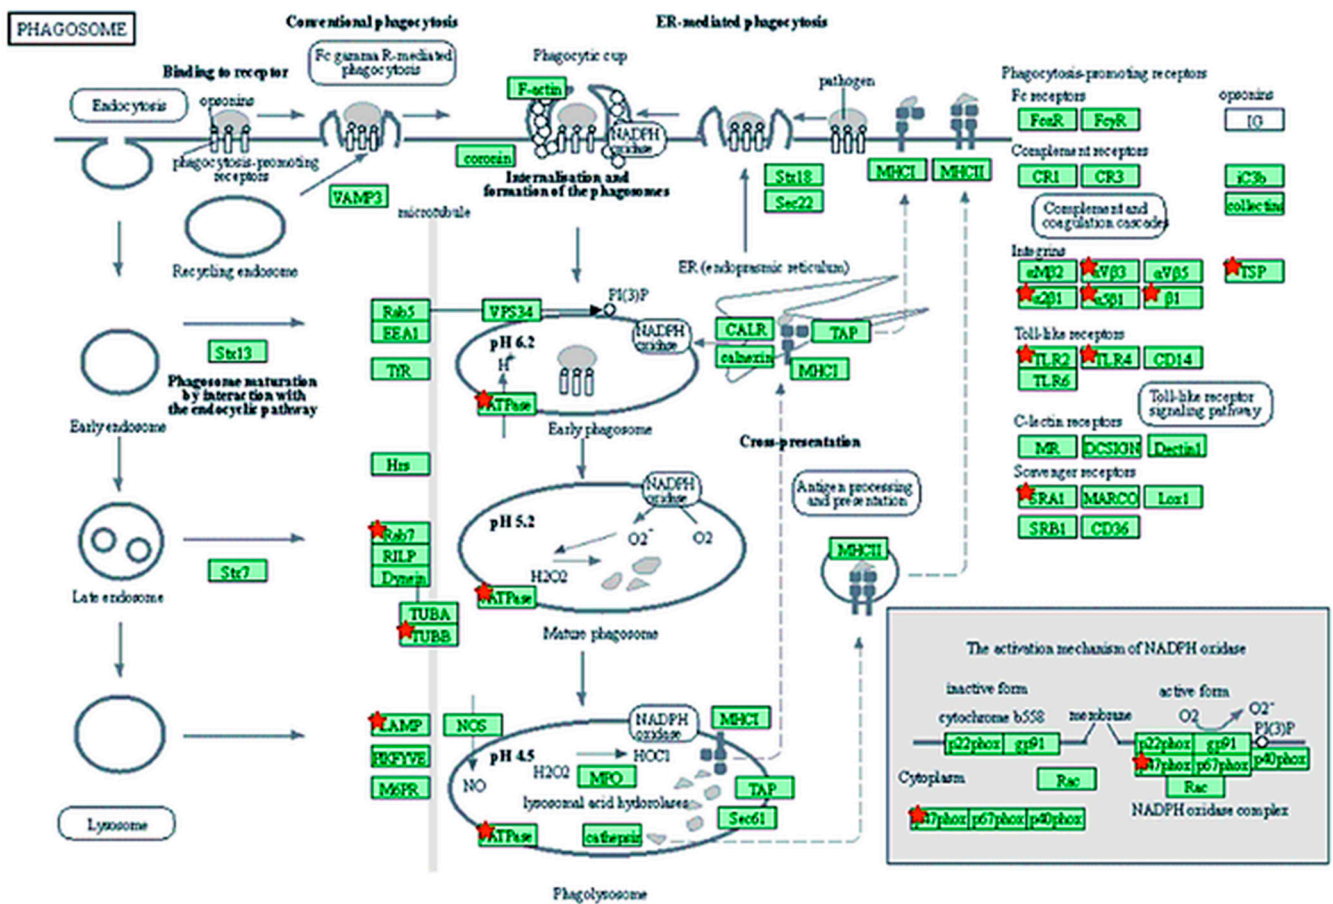 PHAGOSOME
Conventional phagocytosis
ER-mediated phagocytosis
Fc gamma R-mediated
phagocytosis
Phagocytic cup
Binding to receptor
Endocytosis
opsonins
F-actin
pathogen
NADPH
oxidase
phagocytosis-promoting
receptors
coronin
Internalisation and
formation of the phagosomes
VAMP3
microtubule
Stx18
Sec22
MHCI
MHCII
Recycling endosome
ER (endoplasmic reticulum)
Phagocytosis-promoting receptors
Fc receptors
FcαR
FcγR
opsonins
IG
Complement receptors
CR1
CR3
iC3b
collectins
Complement and
coagulation cascades
Integrins
αMβ2
αVβ3
αVβ5
TSP
α2β1
α5β1
β1
Toll-like receptors
TLR2
TLR4
CD14
TLR6
Toll-like receptor
signaling pathway
C-lectin receptors
MR
DCSIGN
Dectin1
Scavenger receptors
SRA1
MARCO
Lox1
SRB1
CD36
Stx13
Phagosome maturation
by interaction with
the endocyclic pathway
Early endosome
Rab5
EEA1
TfR
VPS34
PI(3)P
pH 6.2
H+
NADPH
oxidase
CALR
calnexin
TAP
MHCI
ATPase
Early phagosome
Cross-presentation
Hrs
Antigen processing
and presentation
NADPH
oxidase
pH 5.2
O2-
O2
H2O2
ATPase
Mature phagosome
MHCII
Rab7
RILP
Dynein
TUBA
TUBB
Stx7
Late endosome
LAMP
PIKFYVE
M6PR
NOS
NO
pH 4.5
NADPH
oxidase
H2O2
HOCl
MPO
lysosomal acid hydorolases
MHCI
TAP
Sec61
ATPase
cathepsin
Phagolysosome
Lysosome
The activation mechanism of NADPH oxidase
inactive form
active form
cytochrome b558
membrane
O2
O2-
PI(3)P
p22phox
gp91
p22phox
gp91
p47phox
p67phox
p40phox
Cytoplasm
Rac
Rac
p47phox
p67phox
p40phox
NADPH oxidase complex